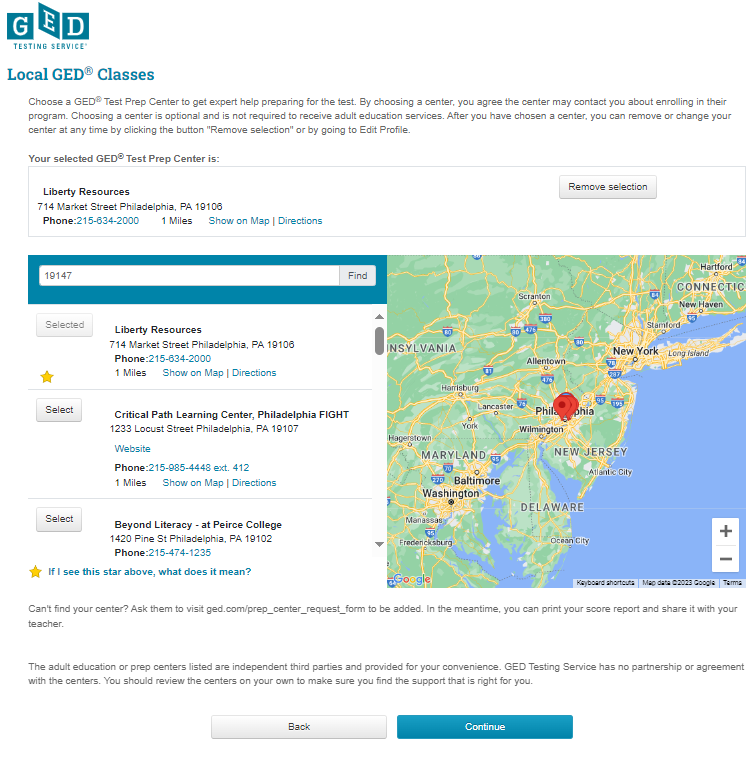 GED
TESTING SERVICE®
Local GED® Classes
Choose a GED® Test Prep Center to get expert help preparing for the test. By choosing a center, you agree the center may contact you about enrolling in their
program. Choosing a center is optional and is not required to receive adult education services. After you have chosen a center, you can remove or change your
center at any time by clicking the button "Remove selection" or by going to Edit Profile.
Your selected GED® Test Prep Center is:
Liberty Resources
Remove selection
714 Market Street Philadelphia, PA 19106
Phone:215-634-2000 1 Miles Show on Map | Directions
19147 Find
Selected
Liberty Resources
714 Market Street Philadelphia, PA 19106
Phone:215-634-2000
1 Miles Show on Map | Directions
Select
Critical Path Learning Center, Philadelphia FIGHT
1233 Locust Street Philadelphia, PA 19107
Website
Phone:215-985-4448 ext. 412
1 Miles Show on Map | Directions
Select
Beyond Literacy - at Peirce College
1420 Pine St Philadelphia, PA 19102
Phone:215-474-1235
If I see this star above, what does it mean?
Hartford
CONNECTIC
Scranton
New Haven
Stamford
NSYLVANIA
New York
Long Island
Allentown
Harrisburg
Lancaster
Philadelphia
York
Wilmington
Hagerstown
MARYLAND
NEW JERSEY
Atlantic City
Baltimore
Washington
DELAWARE
Manassas
Fredericksburg
Ocean City
+
−
Google
Keyboard shortcuts Map data ©2023 Google Terms
Can't find your center? Ask them to visit ged.com/prep_center_request_form to be added. In the meantime, you can print your score report and share it with your
teacher.
The adult education or prep centers listed are independent third parties and provided for your convenience. GED Testing Service has no partnership or agreement
with the centers. You should review the centers on your own to make sure you find the support that is right for you.
Back Continue